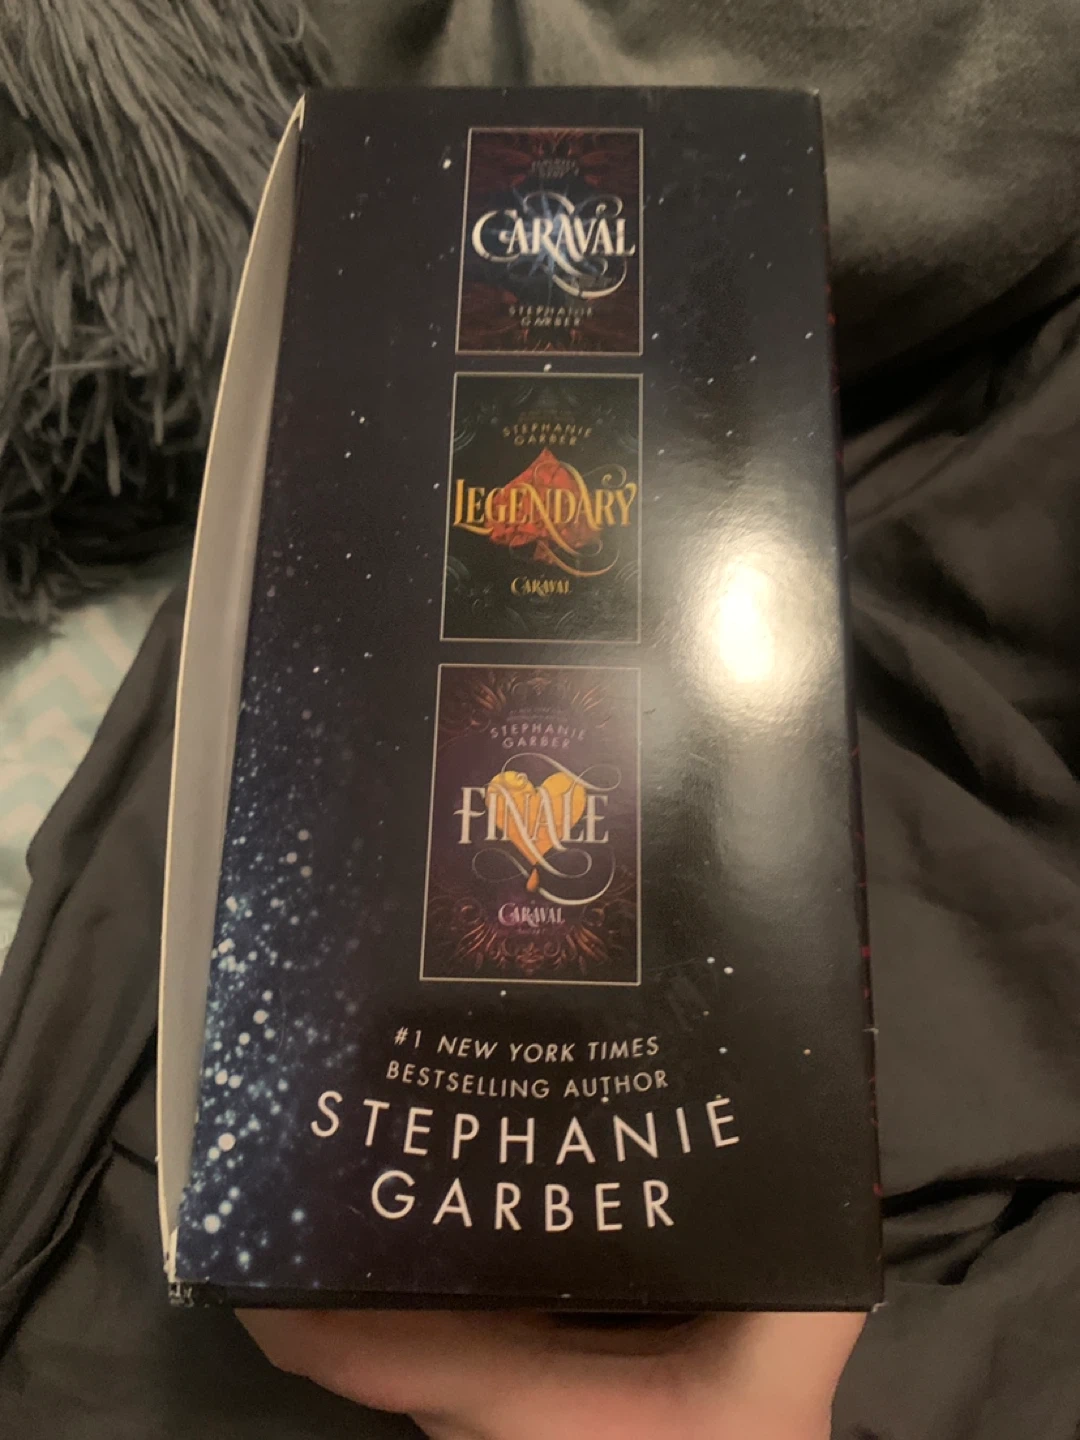 CARAVAL
STEPHANIE
GARBER
STEPHANIE
GARBER
LEGENDARY
CARAVAL
STEPHANIE
GARBER
FINALE
CARAVAL
#1 NEW YORK TIMES
BESTSELLING AUTHOR
STEPHANIE
GARBER